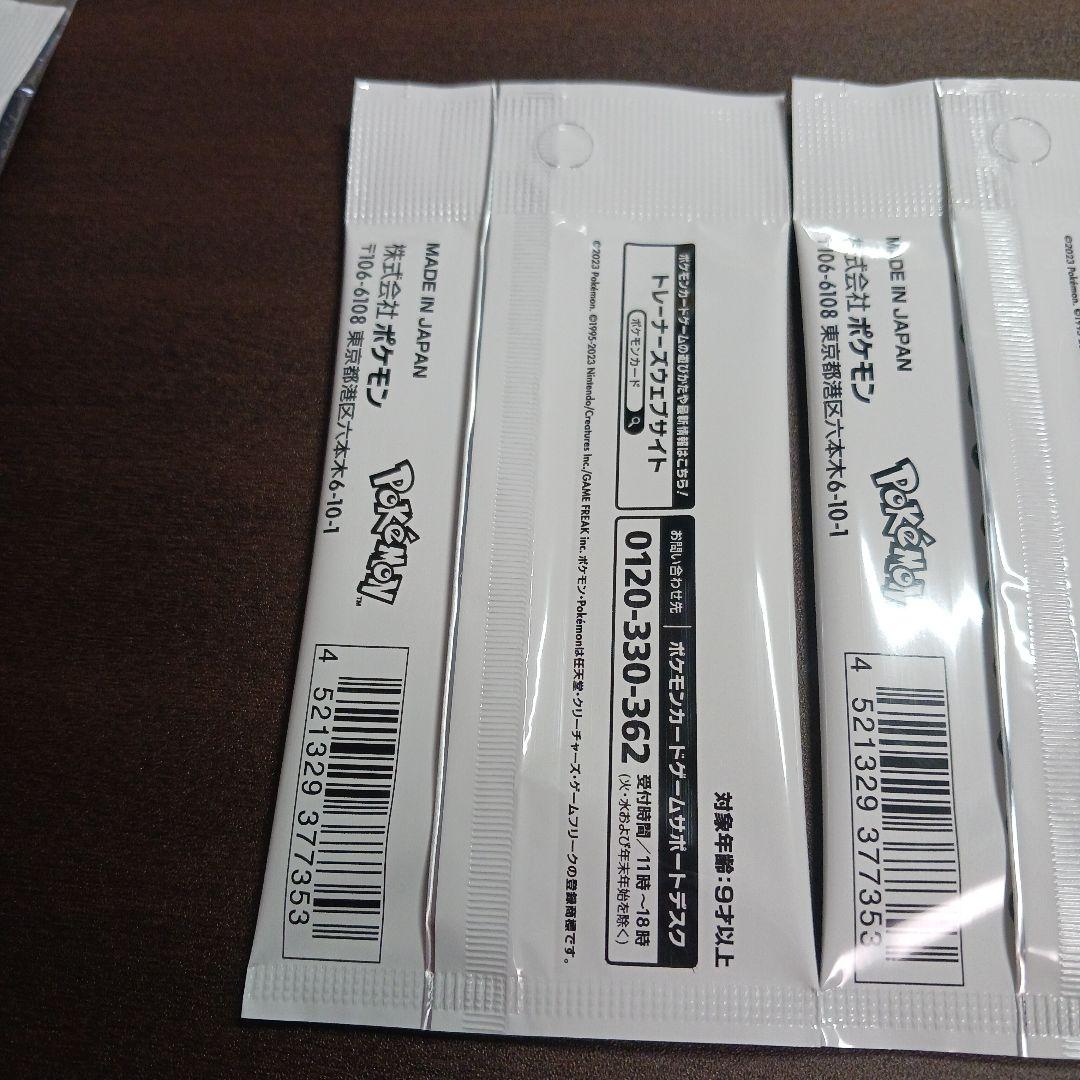 MADE IN JAPAN
株式会社 ポケモン
〒106-6108 東京都港区六本木6-10-1
POKéMON™
4 521329 377353
ポケモンカードゲームの遊びかたや最新情報はこちら!
トレーナーズウェブサイト
ポケモンカード
お問い合わせ先 | ポケモンカードゲームサポートデスク
0120-330-362 受付時間/11時~18時
(火・水および年末年始を除く)
対象年齢:9才以上
©2023 Pokémon. ©1995-2023 Nintendo/Creatures Inc./GAME FREAK inc. ポケモン・Pokémonは任天堂・クリーチャーズ・ゲームフリークの登録商標です。
MADE IN JAPAN
式会社 ポケモン
〒106-6108 東京都港区六本木6-10-1
POKéMON
4 521329 377353
©2023 Pokémon.